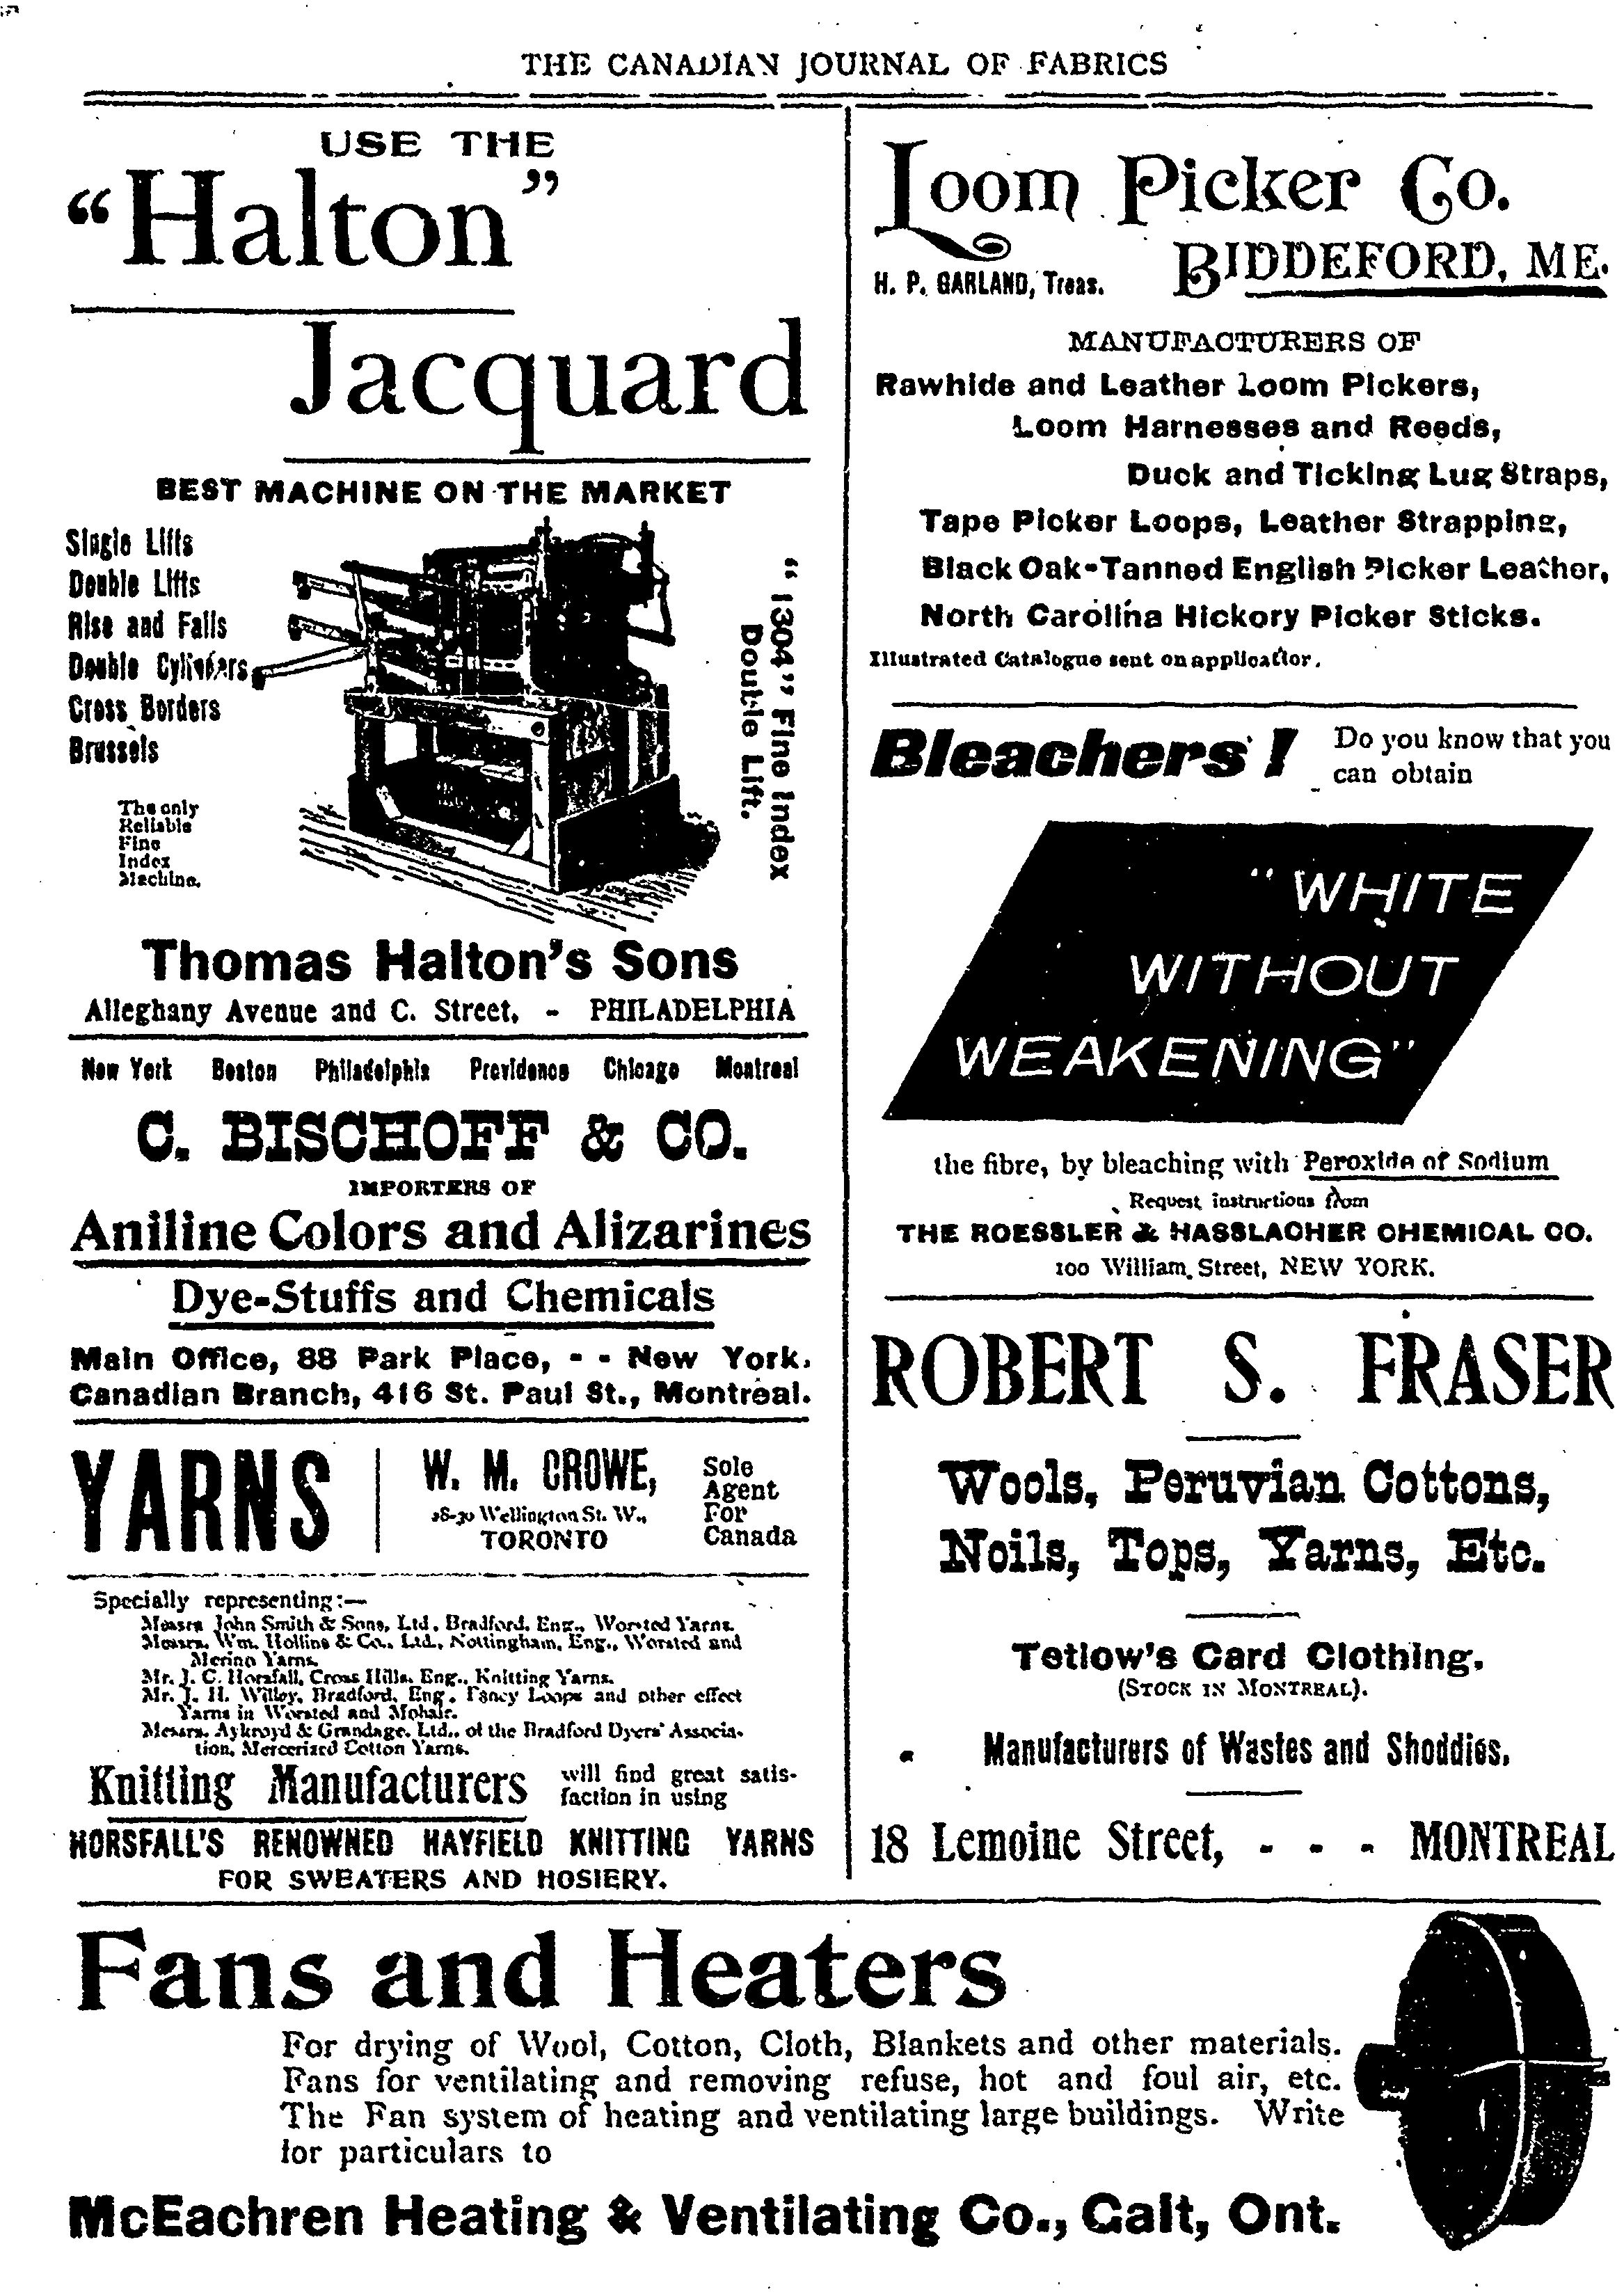 THE CANADIAN JOURNAL OF FABRICS
USE THE
"Halton"
Jacquard
BEST MACHINE ON THE MARKET
Single Lifts
Double Lifts
Rise and Falls
Double Cylinders
Cross Borders
Brussels
The only
Reliable
Fine
Index
Machine.
"1304" Fine Index
Double Lift.
Thomas Halton's Sons
Alleghany Avenue and C. Street, - PHILADELPHIA
New York Boston Philadelphia Providence Chicago Montreal
C. BISCHOFF & CO.
IMPORTERS OF
Aniline Colors and Alizarines
Dye-Stuffs and Chemicals
Main Office, 88 Park Place, - - New York.
Canadian Branch, 416 St. Paul St., Montreal.
YARNS
W. M. CROWE,
28-30 Wellington St. W.,
TORONTO
Sole
Agent
For
Canada
Specially representing:—
Messrs John Smith & Sons, Ltd, Bradford, Eng., Worsted Yarns.
Messrs. Wm. Hollins & Co., Ltd., Nottingham, Eng., Worsted and
Merino Yarns.
Mr. J. C. Horsfall, Cross Hills, Eng., Knitting Yarns.
Mr. J. H. Willey, Bradford, Eng. Fancy Loops and other effect
Yarns in Worsted and Mohair.
Messrs. Aykroyd & Grandage, Ltd., of the Bradford Dyers' Associa-
tion, Mercerized Cotton Yarns.
Knitting Manufacturers
will find great satis-
faction in using
HORSFALL'S RENOWNED HAYFIELD KNITTING YARNS
FOR SWEATERS AND HOSIERY.
Loom Picker Co.
BIDDEFORD, ME.
H. P. GARLAND, Treas.
MANUFACTURERS OF
Rawhide and Leather Loom Pickers,
Loom Harnesses and Reeds,
Duck and Ticking Lug Straps,
Tape Picker Loops, Leather Strapping,
Black Oak-Tanned English Picker Leather,
North Carolina Hickory Picker Sticks.
Illustrated Catalogue sent on application.
Bleachers!
Do you know that you
can obtain
"WHITE
WITHOUT
WEAKENING"
the fibre, by bleaching with Peroxide of Sodium
Request instructions from
THE ROESSLER & HASSLACHER CHEMICAL CO.
100 William Street, NEW YORK.
ROBERT S. FRASER
Wools, Peruvian Cottons,
Noils, Tops, Yarns, Etc.
Tetlow's Card Clothing.
(STOCK IN MONTREAL).
Manufacturers of Wastes and Shoddies.
18 Lemoine Street, - - - MONTREAL
Fans and Heaters
For drying of Wool, Cotton, Cloth, Blankets and other materials.
Fans for ventilating and removing refuse, hot and foul air, etc.
The Fan system of heating and ventilating large buildings. Write
for particulars to
McEachren Heating & Ventilating Co., Galt, Ont.